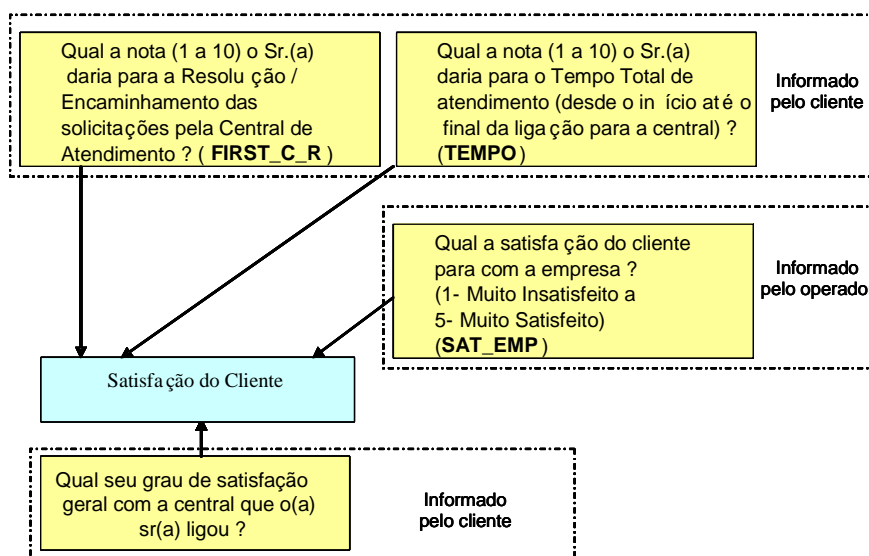 Qual a nota (1 a 10) o Sr.(a)
daria para a Resolu ção /
Encaminhamento das
solicitações pela Central de
Atendimento ? ( FIRST_C_R )
Qual a nota (1 a 10) o Sr.(a)
daria para o Tempo Total de
atendimento (desde o in ício até o
final da liga ção para a central) ?
(TEMPO)
Informado
pelo cliente
Qual a satisfa ção do cliente
para com a empresa ?
(1- Muito Insatisfeito a
5- Muito Satisfeito)
(SAT_EMP )
Informado
pelo operador
Satisfa ção do Cliente
Qual seu grau de satisfação
geral com a central que o(a)
sr(a) ligou ?
Informado
pelo cliente